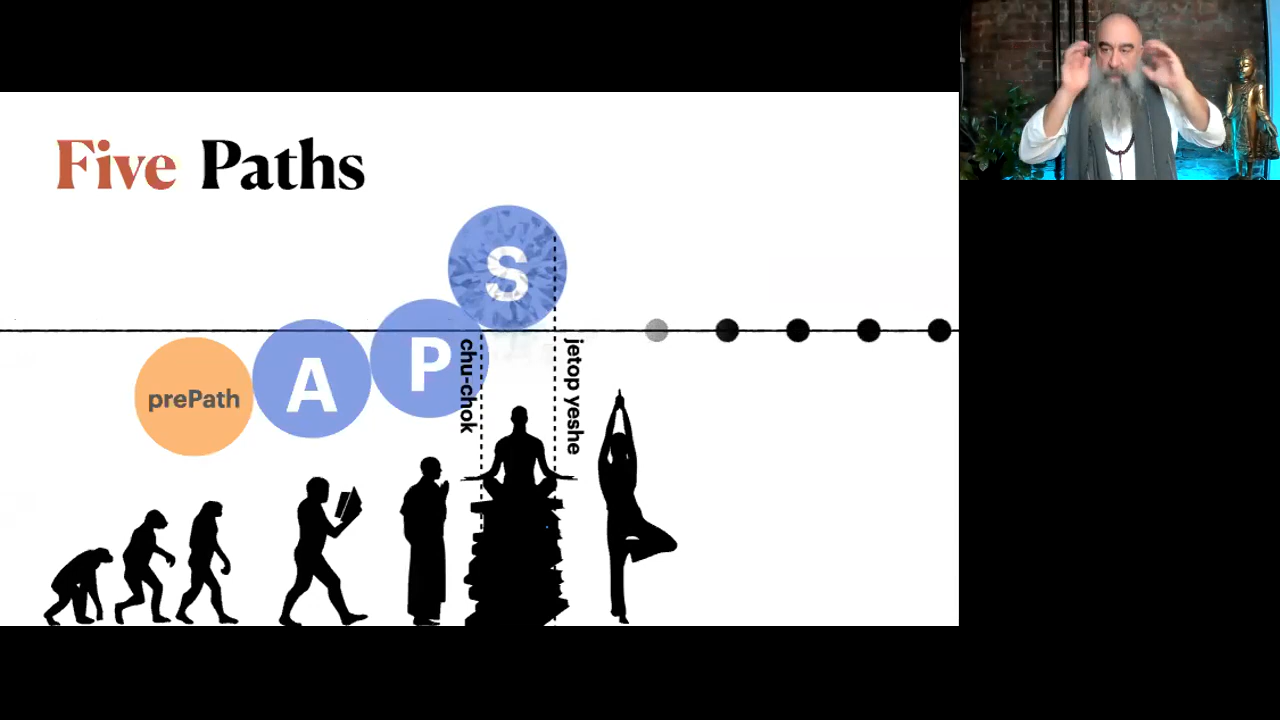 Five Paths
S
A
P
prePath
chu-chok
jetop yeshe